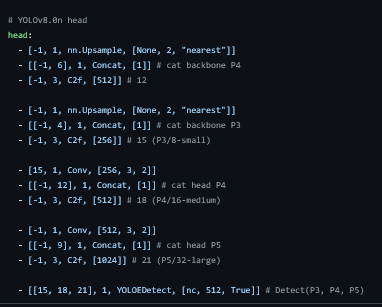 # YOLOv8.0n head
head:
- [-1, 1, nn.Upsample, [None, 2, "nearest"]]
- [[-1, 6], 1, Concat, [1]] # cat backbone P4
- [-1, 3, C2f, [512]] # 12
- [-1, 1, nn.Upsample, [None, 2, "nearest"]]
- [[-1, 4], 1, Concat, [1]] # cat backbone P3
- [-1, 3, C2f, [256]] # 15 (P3/8-small)
- [15, 1, Conv, [256, 3, 2]]
- [[-1, 12], 1, Concat, [1]] # cat head P4
- [-1, 3, C2f, [512]] # 18 (P4/16-medium)
- [-1, 1, Conv, [512, 3, 2]]
- [[-1, 9], 1, Concat, [1]] # cat head P5
- [-1, 3, C2f, [1024]] # 21 (P5/32-large)
- [[15, 18, 21], 1, YOLOEDetect, [nc, 512, True]] # Detect(P3, P4, P5)